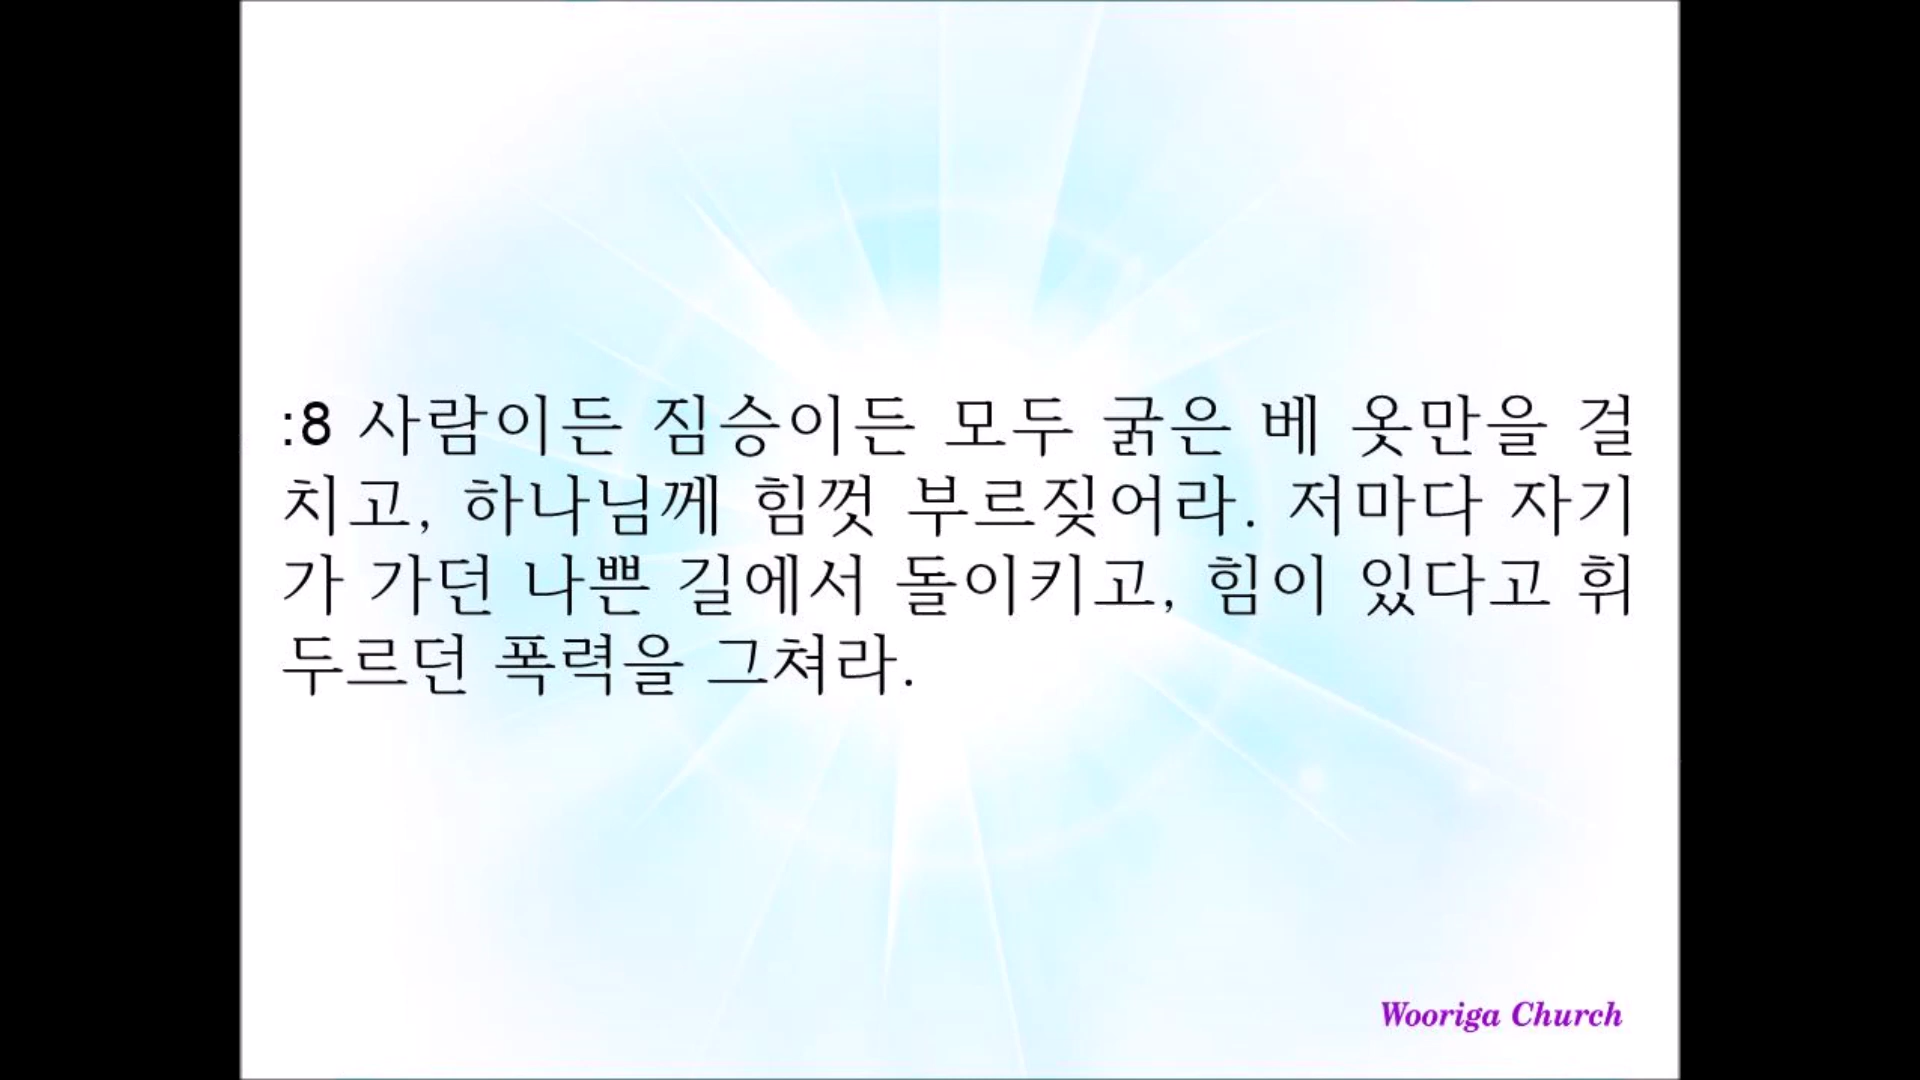 :8 사람이든 짐승이든 모두 굵은 베 옷만을 걸
치고, 하나님께 힘껏 부르짖어라. 저마다 자기
가 가던 나쁜 길에서 돌이키고, 힘이 있다고 휘
두르던 폭력을 그쳐라.
Wooriga Church